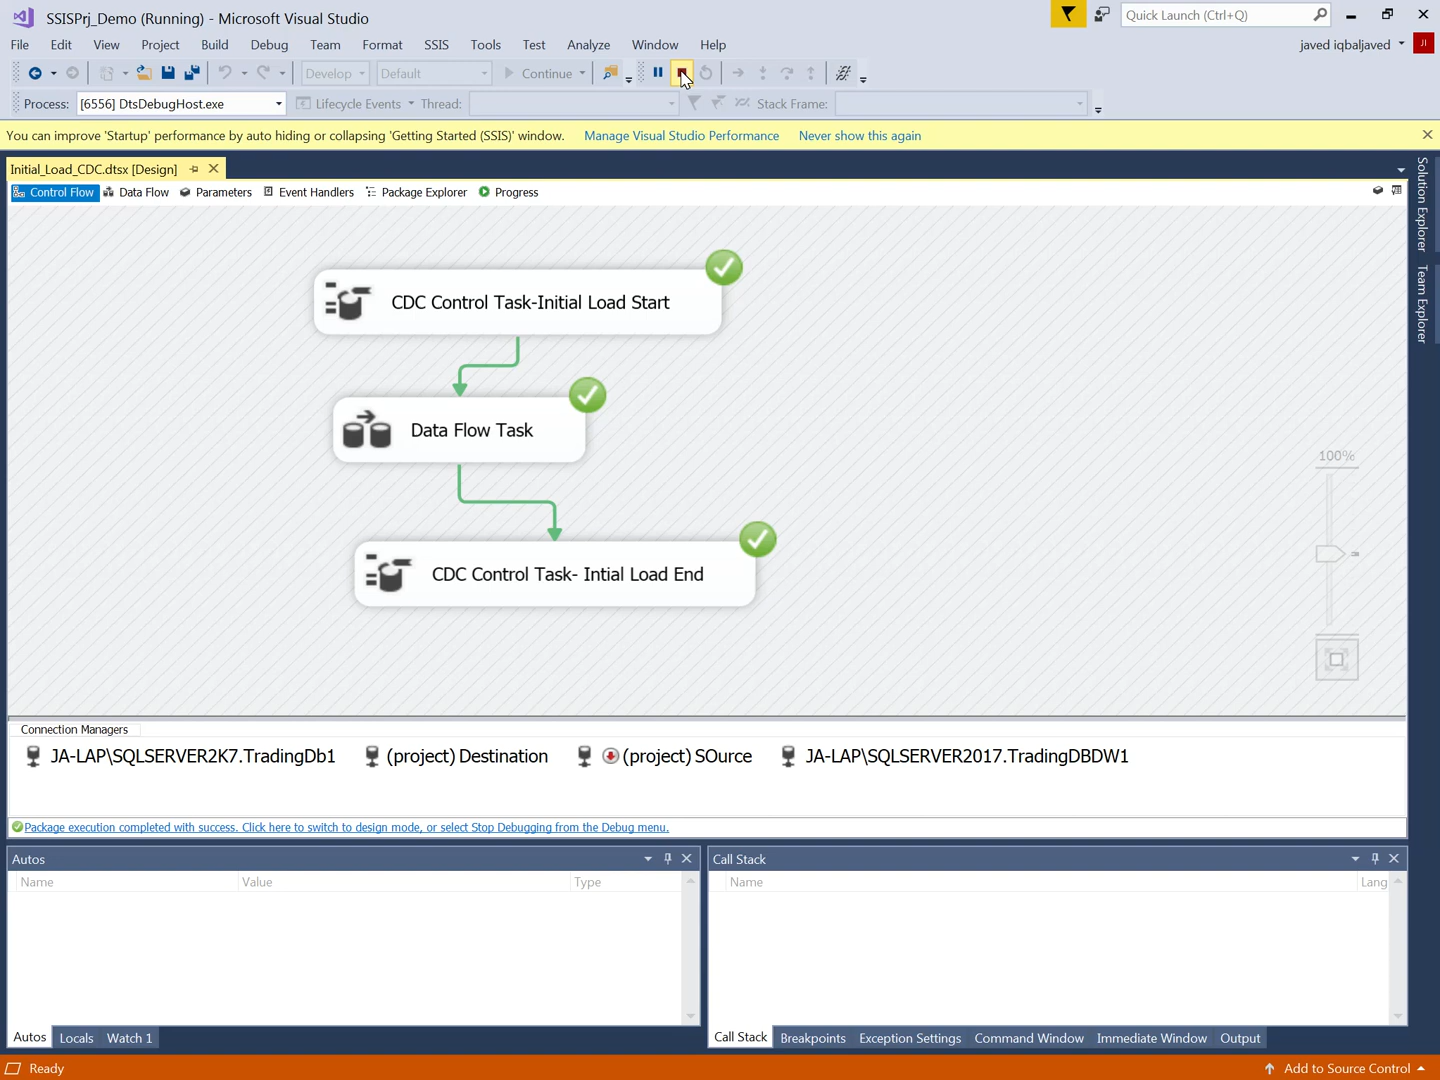 SSISPrj_Demo (Running) - Microsoft Visual Studio
Quick Launch (Ctrl+Q)
File Edit View Project Build Debug Team Format SSIS Tools Test Analyze Window Help
javed iqbaljaved JI
Develop Default Continue
Process: [6556] DtsDebugHost.exe Lifecycle Events Thread: Stack Frame:
You can improve 'Startup' performance by auto hiding or collapsing 'Getting Started (SSIS)' window. Manage Visual Studio Performance Never show this again
Initial_Load_CDC.dtsx [Design]
Control Flow Data Flow Parameters Event Handlers Package Explorer Progress
Solution Explorer
Team Explorer
CDC Control Task-Initial Load Start
Data Flow Task
100%
CDC Control Task- Intial Load End
Connection Managers
JA-LAP\SQLSERVER2K7.TradingDb1 (project) Destination (project) SOurce JA-LAP\SQLSERVER2017.TradingDBDW1
Package execution completed with success. Click here to switch to design mode, or select Stop Debugging from the Debug menu.
Autos
Name Value Type
Call Stack
Name Lang
Autos Locals Watch 1
Call Stack Breakpoints Exception Settings Command Window Immediate Window Output
Ready
Add to Source Control